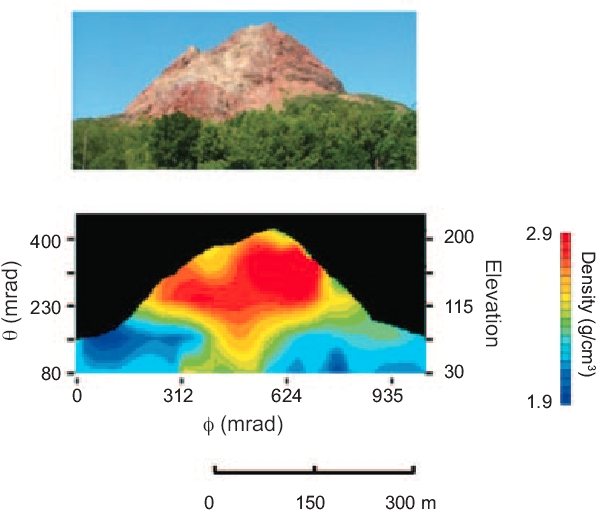 400
230
80
θ (mrad)
200
115
30
Elevation
0 312 624 935
ϕ (mrad)
2.9
1.9
Density (g/cm³)
0 150 300 m